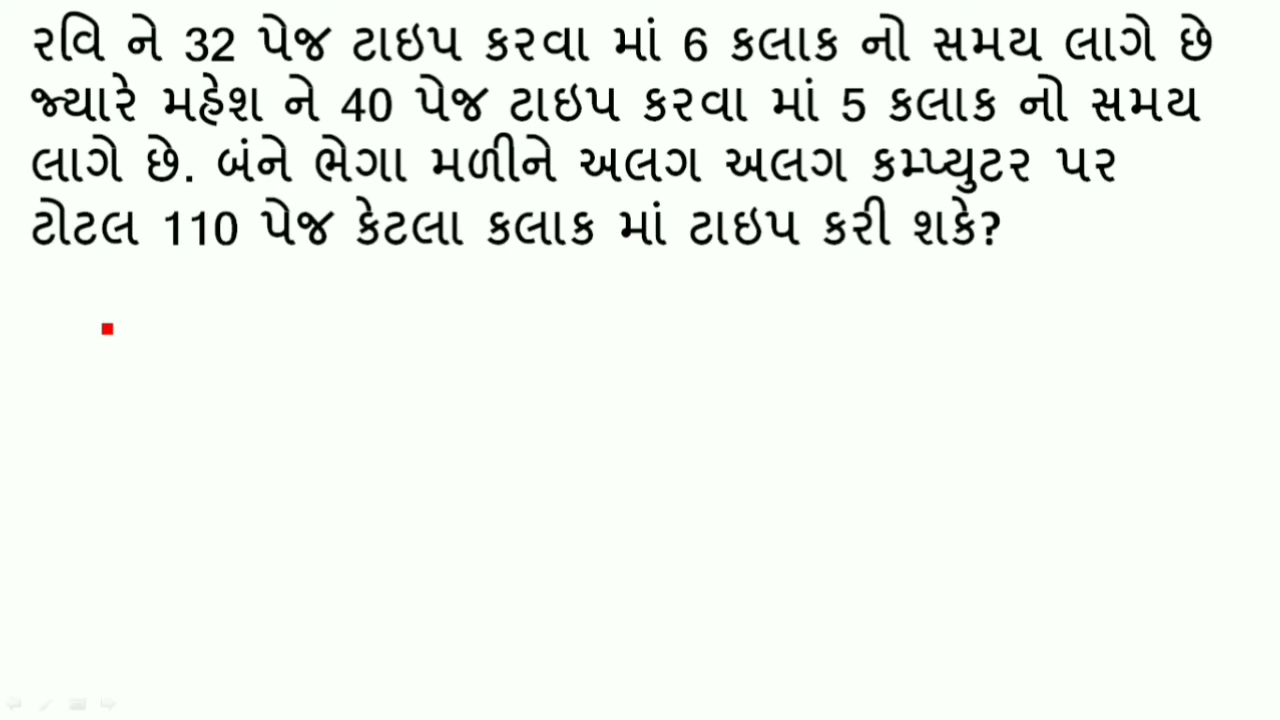 રવિ ને 32 પેજ ટાઇપ કરવા માં 6 કલાક નો સમય લાગે છે
જ્યારે મહેશ ને 40 પેજ ટાઇપ કરવા માં 5 કલાક નો સમય
લાગે છે. બંને ભેગા મળીને અલગ અલગ કમ્પ્યુટર પર
ટોટલ 110 પેજ કેટલા કલાક માં ટાઇપ કરી શકે?